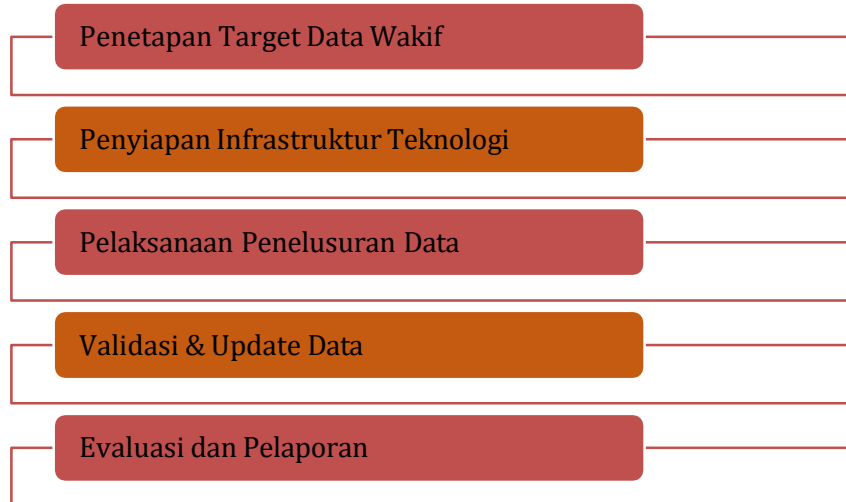 Penetapan Target Data Wakif
Penyiapan Infrastruktur Teknologi
Pelaksanaan Penelusuran Data
Validasi & Update Data
Evaluasi dan Pelaporan